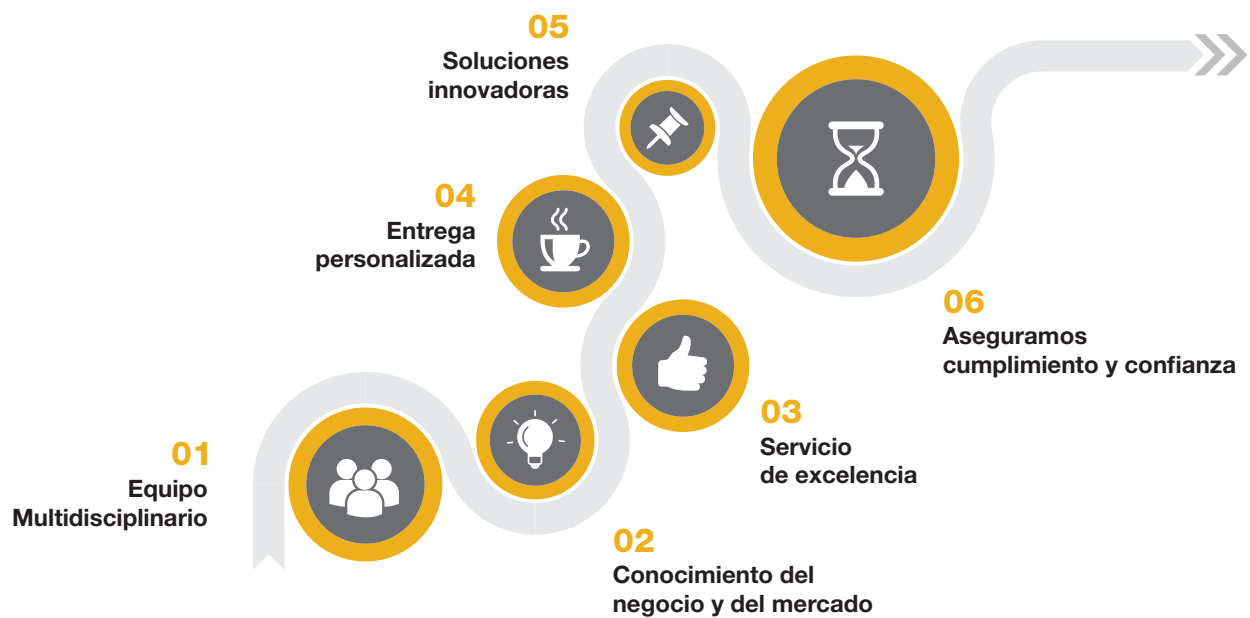 01
Equipo
Multidisciplinario
02
Conocimiento del
negocio y del mercado
03
Servicio
de excelencia
04
Entrega
personalizada
05
Soluciones
innovadoras
06
Aseguramos
cumplimiento y confianza